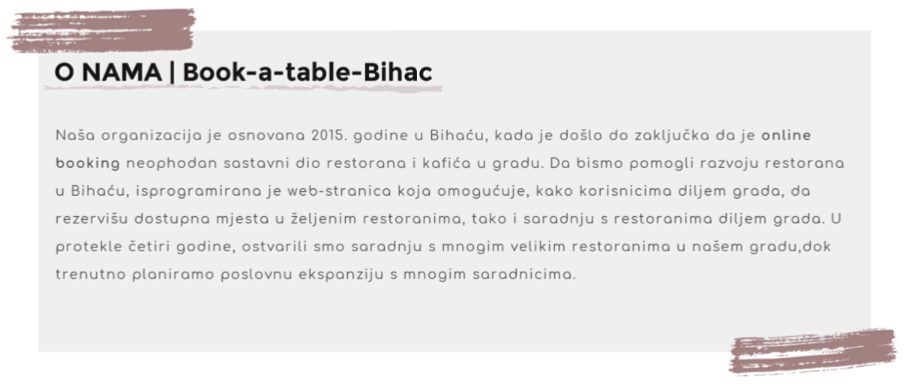 O NAMA | Book-a-table-Bihac
Naša organizacija je osnovana 2015. godine u Bihaću, kada je došlo do zaključka da je online
booking neophodan sastavni dio restorana i kafića u gradu. Da bismo pomogli razvoju restorana
u Bihaću, isprogramirana je web-stranica koja omogućuje, kako korisnicima diljem grada, da
rezervišu dostupna mjesta u željenim restoranima, tako i saradnju s restoranima diljem grada. U
protekle četiri godine, ostvarili smo saradnju s mnogim velikim restoranima u našem gradu,dok
trenutno planiramo poslovnu ekspanziju s mnogim saradnicima.